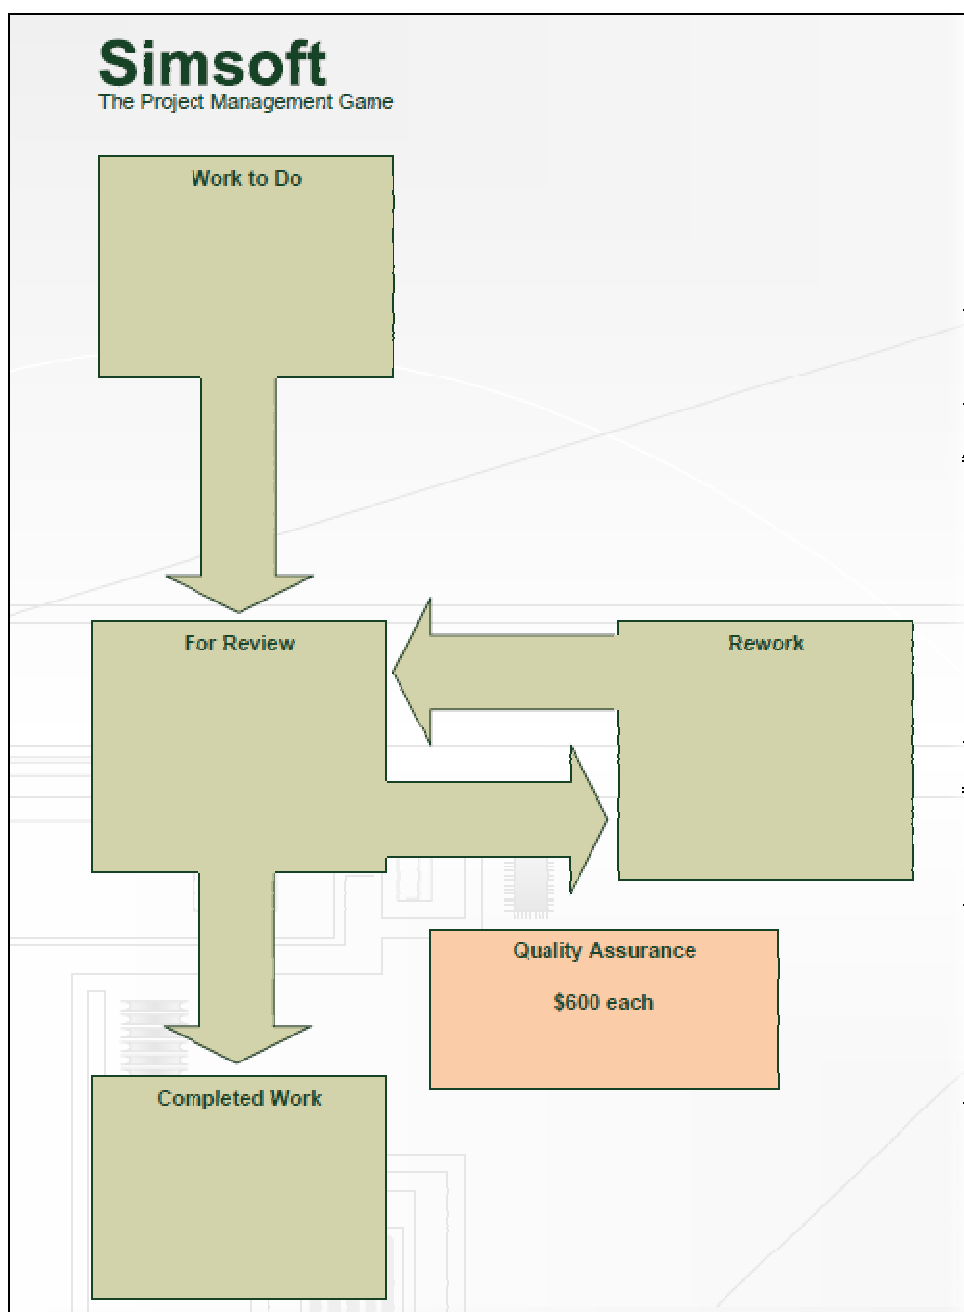 Simsoft
The Project Management Game
Work to Do
For Review
Rework
Quality Assurance
$600 each
Completed Work